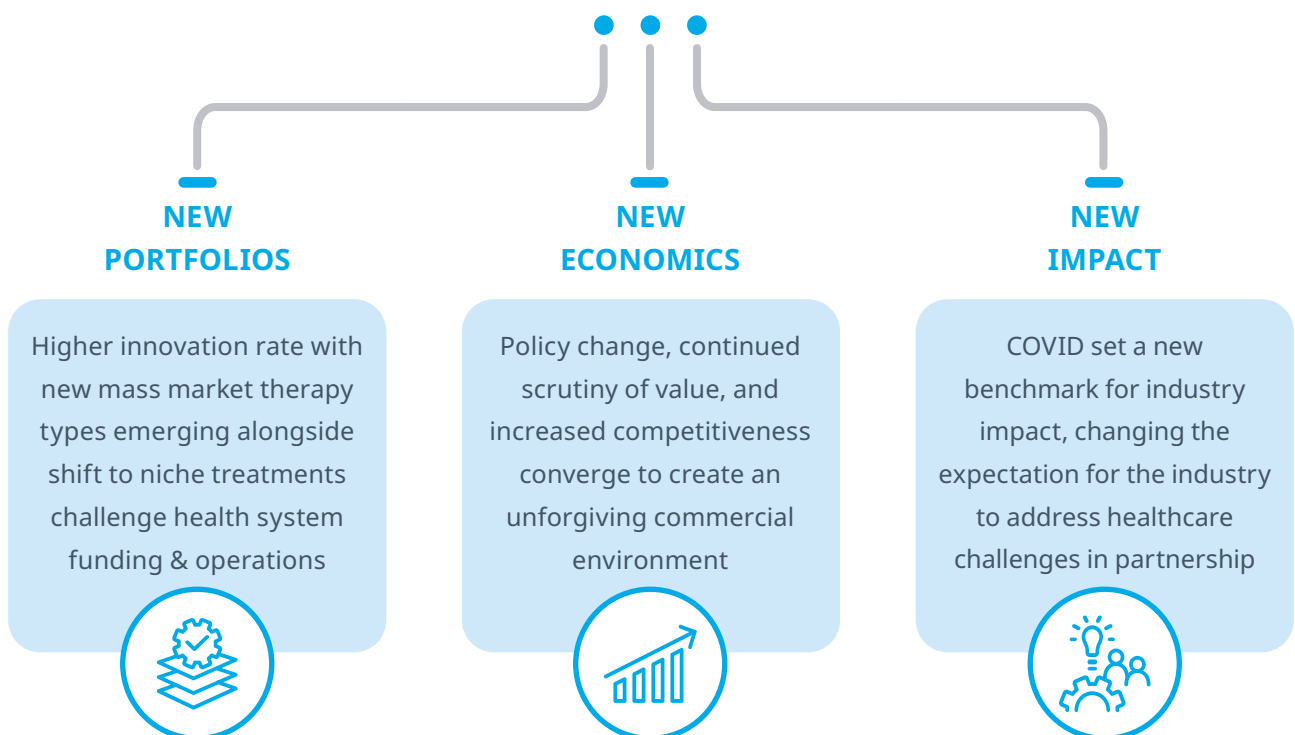 NEW
PORTFOLIOS
Higher innovation rate with
new mass market therapy
types emerging alongside
shift to niche treatments
challenge health system
funding & operations
NEW
ECONOMICS
Policy change, continued
scrutiny of value, and
increased competitiveness
converge to create an
unforgiving commercial
environment
NEW
IMPACT
COVID set a new
benchmark for industry
impact, changing the
expectation for the industry
to address healthcare
challenges in partnership